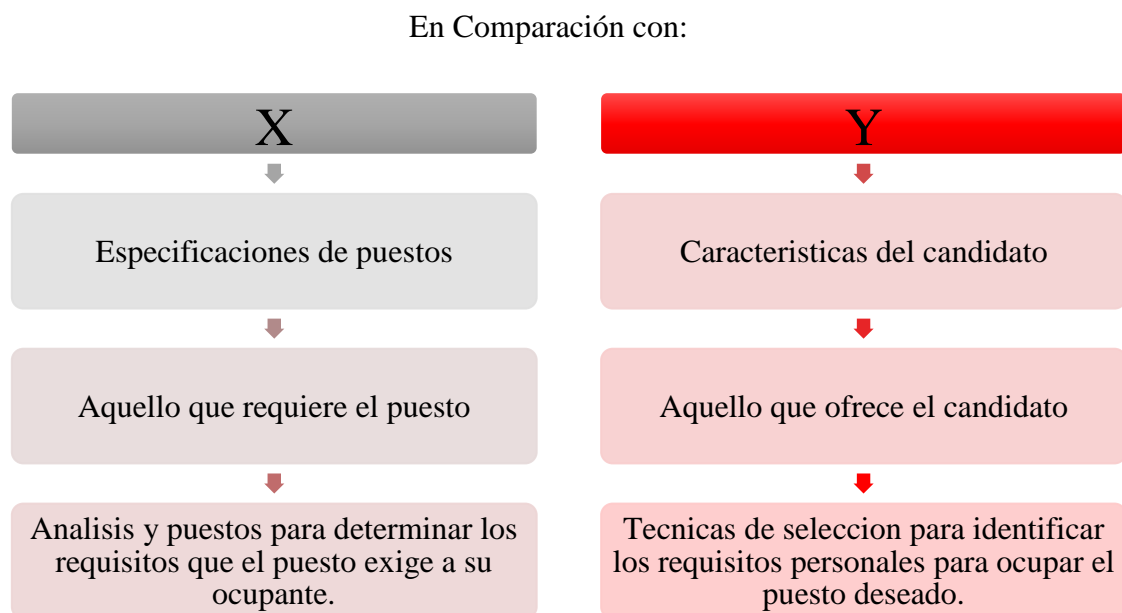 En Comparación con:
X
Especificaciones de puestos
Aquello que requiere el puesto
Analisis y puestos para determinar los
requisitos que el puesto exige a su
ocupante.
Y
Caracteristicas del candidato
Aquello que ofrece el candidato
Tecnicas de seleccion para identificar
los requisitos personales para ocupar el
puesto deseado.